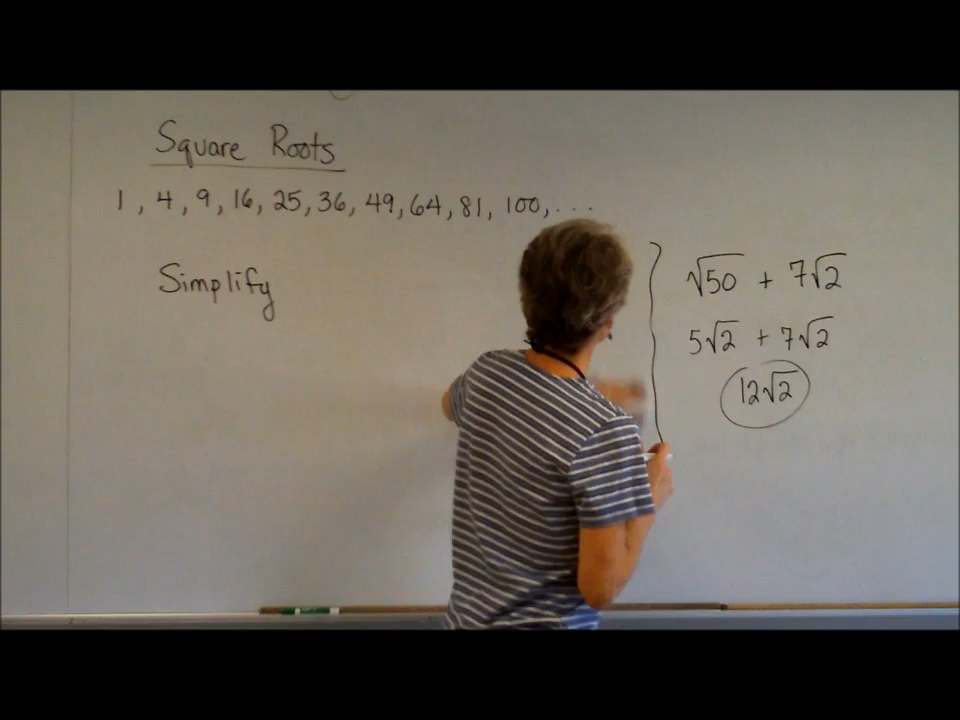 Square Roots
1, 4, 9, 16, 25, 36, 49, 64, 81, 100, ...
Simplify
√50 + 7√2
5√2 + 7√2
12√2